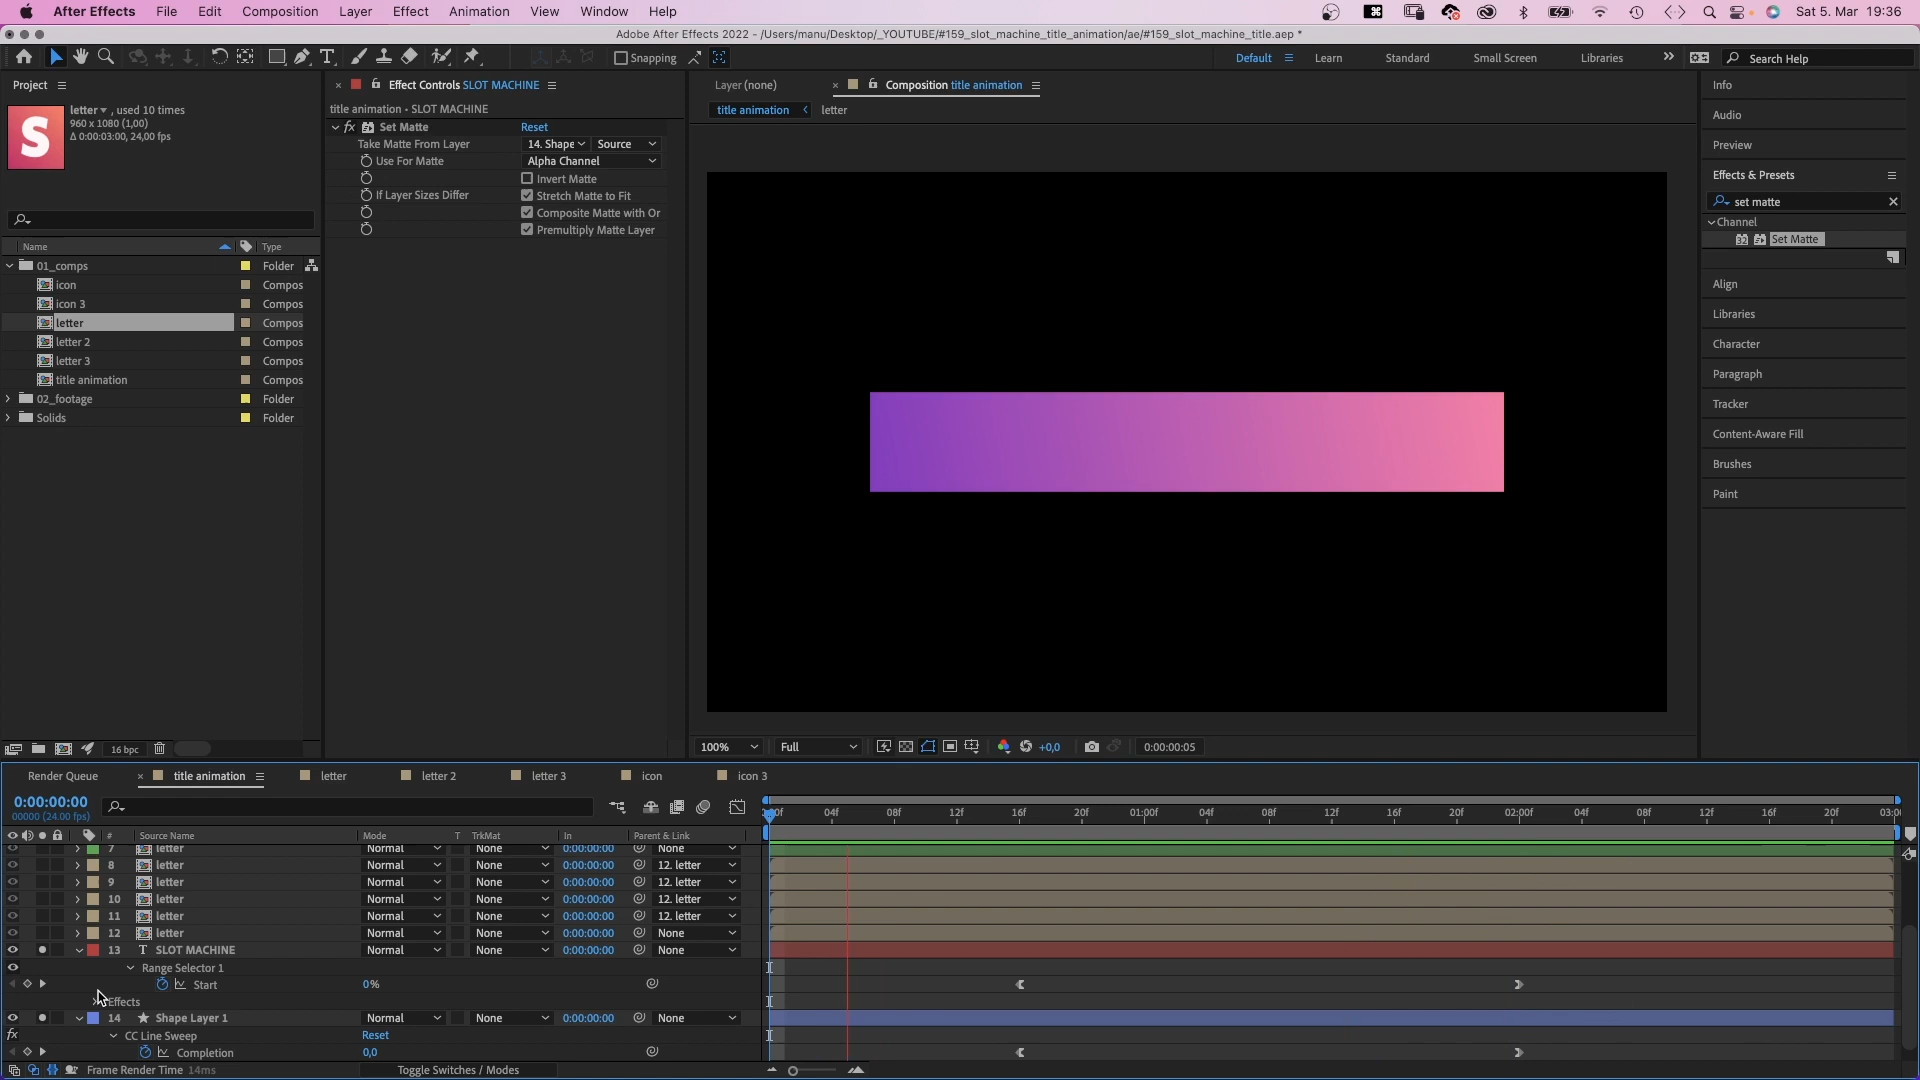 After Effects File Edit Composition Layer Effect Animation View Window Help Sat 5. Mar 19:36
Adobe After Effects 2022 - /Users/manu/Desktop/_YOUTUBE/#159_slot_machine_title_animation/ae/#159_slot_machine_title.aep *
Snapping Default Learn Standard Small Screen Libraries Search Help
Project
letter , used 10 times
960 x 1080 (1,00)
Δ 0:00:03:00, 24,00 fps
S
Name Type
01_comps Folder
icon Compos
icon 3 Compos
letter Compos
letter 2 Compos
letter 3 Compos
title animation Compos
02_footage Folder
Solids Folder
16 bpc
Effect Controls SLOT MACHINE
title animation • SLOT MACHINE
fx Set Matte Reset
Take Matte From Layer 14. Shape Source
Use For Matte Alpha Channel
Invert Matte
If Layer Sizes Differ Stretch Matte to Fit
Composite Matte with Or
Premultiply Matte Layer
Layer (none) Composition title animation
title animation letter
100% Full +0,0 0:00:00:05
Info
Audio
Preview
Effects & Presets
set matte
Channel
32 Set Matte
Align
Libraries
Character
Paragraph
Tracker
Content-Aware Fill
Brushes
Paint
Render Queue title animation letter letter 2 letter 3 icon icon 3
0:00:00:00
00000 (24.00 fps)
04f 08f 12f 16f 20f 01:00f 04f 08f 12f 16f 20f 02:00f 04f 08f 12f 16f 20f 03:0
# Source Name Mode T TrkMat In Parent & Link
7 letter Normal None 0:00:00:00 None
8 letter Normal None 0:00:00:00 12. letter
9 letter Normal None 0:00:00:00 12. letter
10 letter Normal None 0:00:00:00 12. letter
11 letter Normal None 0:00:00:00 12. letter
12 letter Normal None 0:00:00:00 None
13 T SLOT MACHINE Normal None 0:00:00:00 None
Range Selector 1
Start 0%
Effects
14 Shape Layer 1 Normal None 0:00:00:00 None
fx CC Line Sweep Reset
Completion 0,0
Frame Render Time 14ms Toggle Switches / Modes